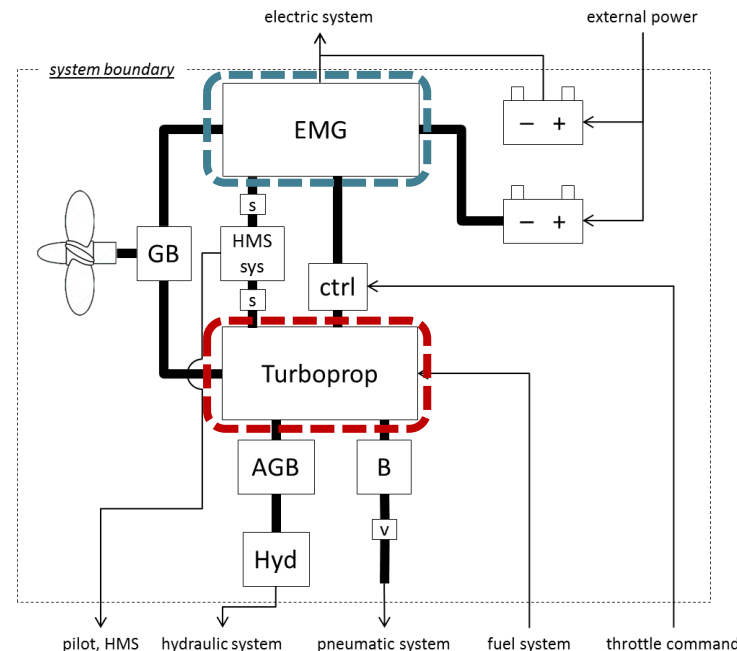 electric system
external power
system boundary
EMG
− +
− +
s
GB
HMS
sys
ctrl
s
Turboprop
AGB
B
v
Hyd
pilot, HMS
hydraulic system
pneumatic system
fuel system
throttle command